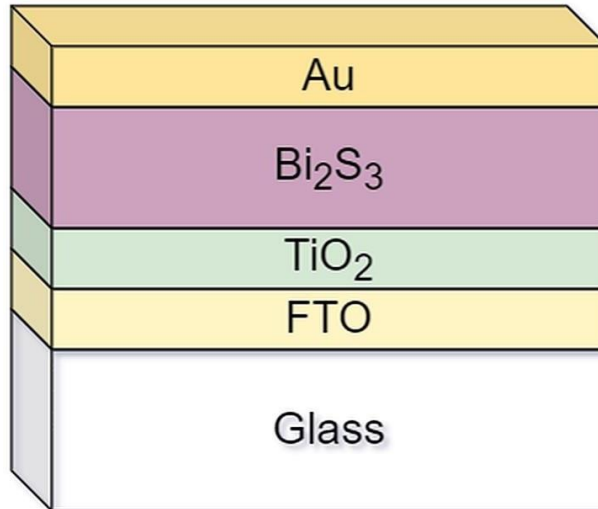 Au
Bi₂S₃
TiO₂
FTO
Glass